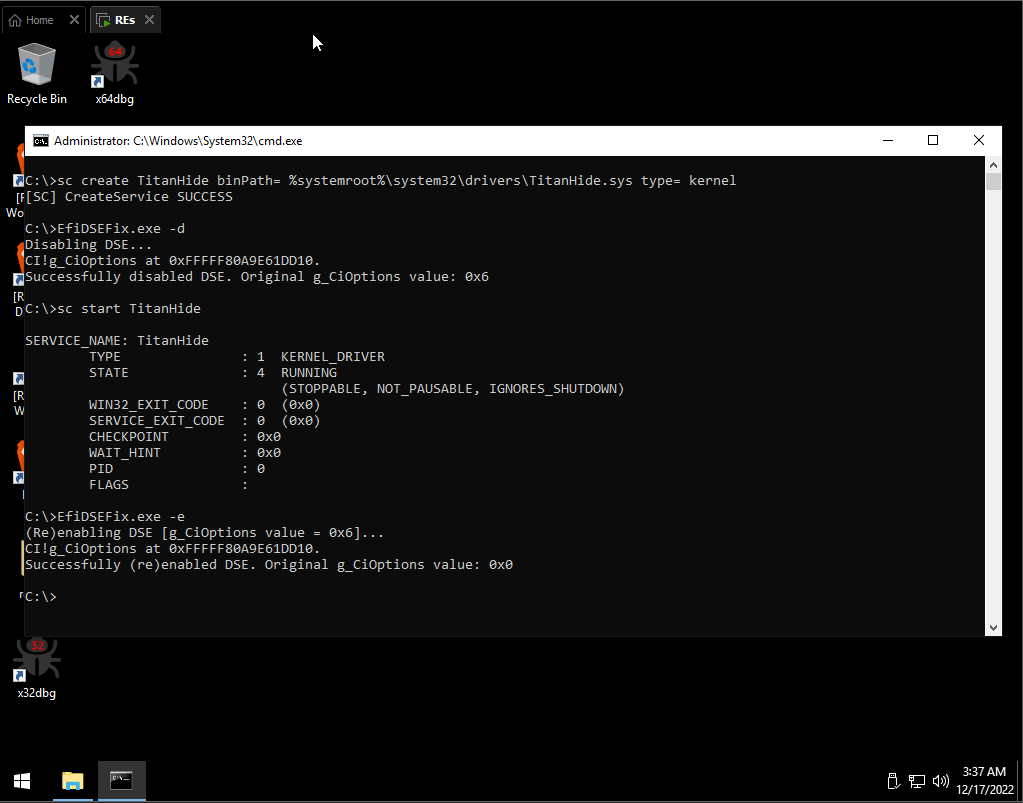 Home
REs
64
Recycle Bin
x64dbg
Administrator: C:\Windows\System32\cmd.exe
C:\>sc create TitanHide binPath= %systemroot%\system32\drivers\TitanHide.sys type= kernel
[SC] CreateService SUCCESS
C:\>EfiDSEFix.exe -d
Disabling DSE...
CI!g_CiOptions at 0xFFFFF80A9E61DD10.
Successfully disabled DSE. Original g_CiOptions value: 0x6
C:\>sc start TitanHide
SERVICE_NAME: TitanHide
TYPE : 1 KERNEL_DRIVER
STATE : 4 RUNNING
(STOPPABLE, NOT_PAUSABLE, IGNORES_SHUTDOWN)
WIN32_EXIT_CODE : 0 (0x0)
SERVICE_EXIT_CODE : 0 (0x0)
CHECKPOINT : 0x0
WAIT_HINT : 0x0
PID : 0
FLAGS :
C:\>EfiDSEFix.exe -e
(Re)enabling DSE [g_CiOptions value = 0x6]...
CI!g_CiOptions at 0xFFFFF80A9E61DD10.
Successfully (re)enabled DSE. Original g_CiOptions value: 0x0
C:\>
32
x32dbg
3:37 AM
12/17/2022